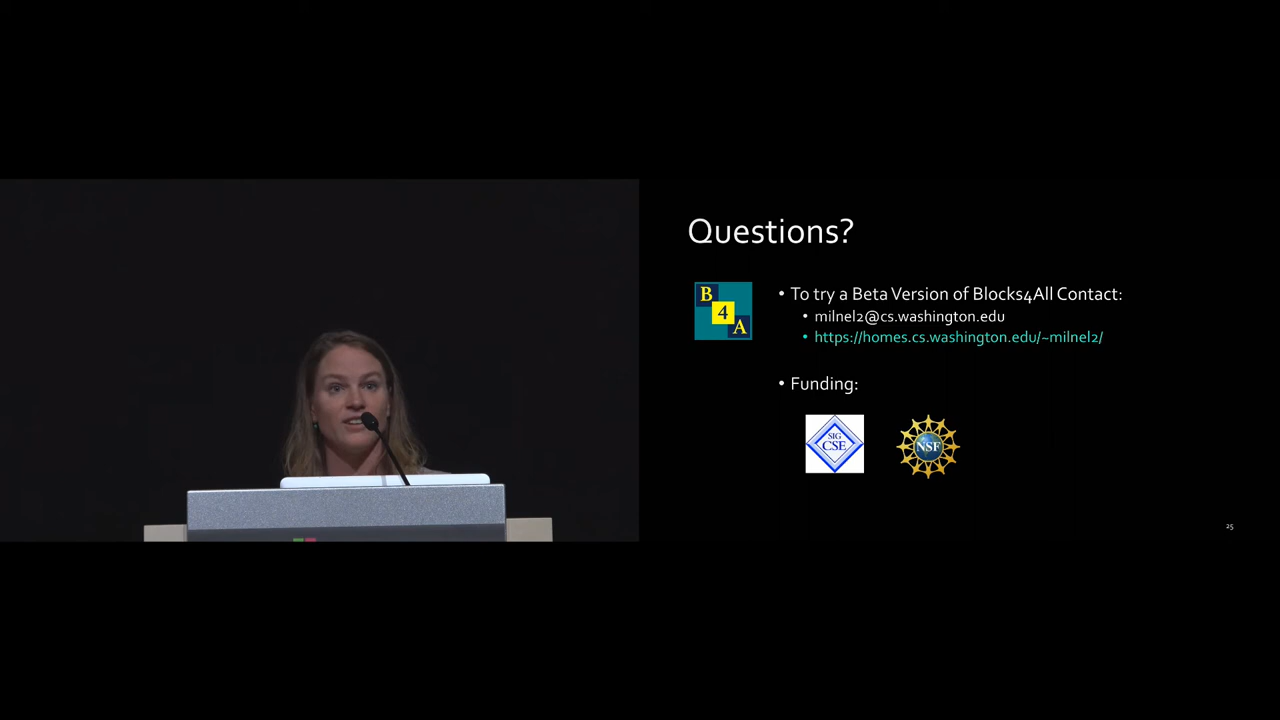 Questions?
B
4
A
• To try a Beta Version of Blocks4All Contact:
• milnel2@cs.washington.edu
• https://homes.cs.washington.edu/~milnel2/
• Funding:
SIG
CSE
NSF
25